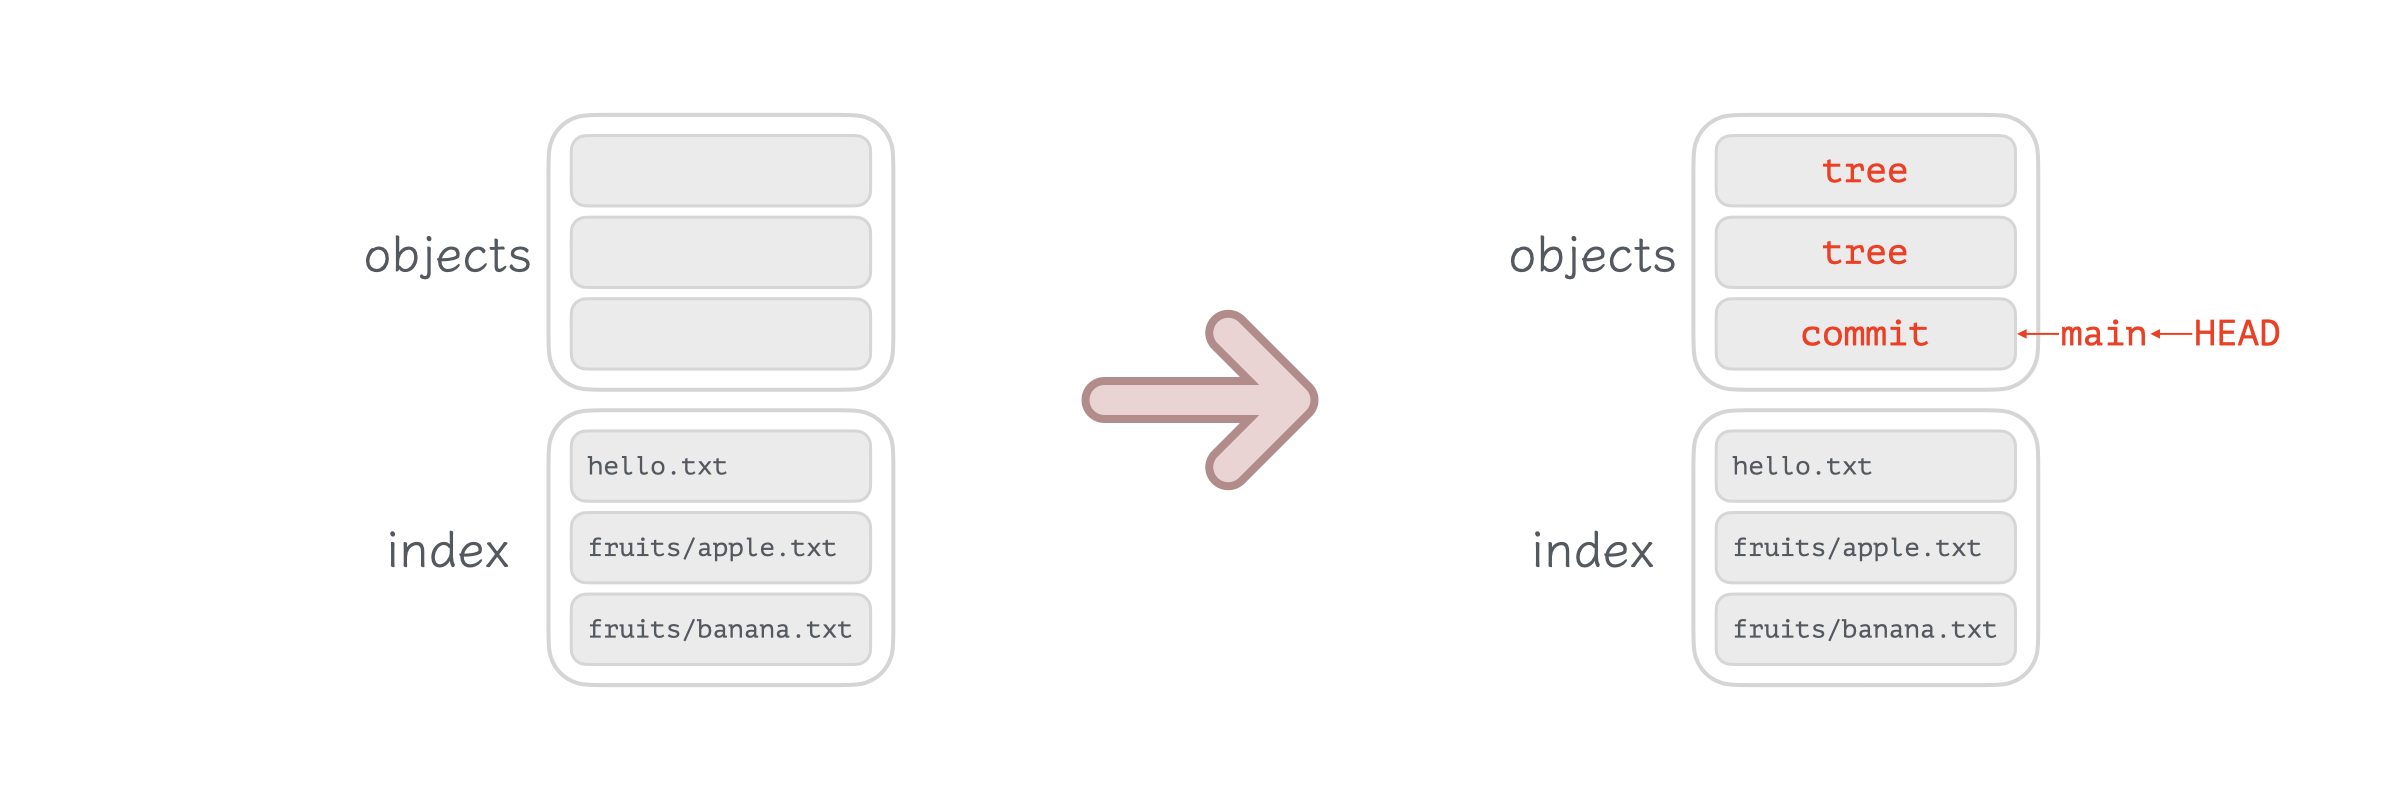 objects
index
hello.txt
fruits/apple.txt
fruits/banana.txt
objects
tree
tree
commit
main
HEAD
index
hello.txt
fruits/apple.txt
fruits/banana.txt